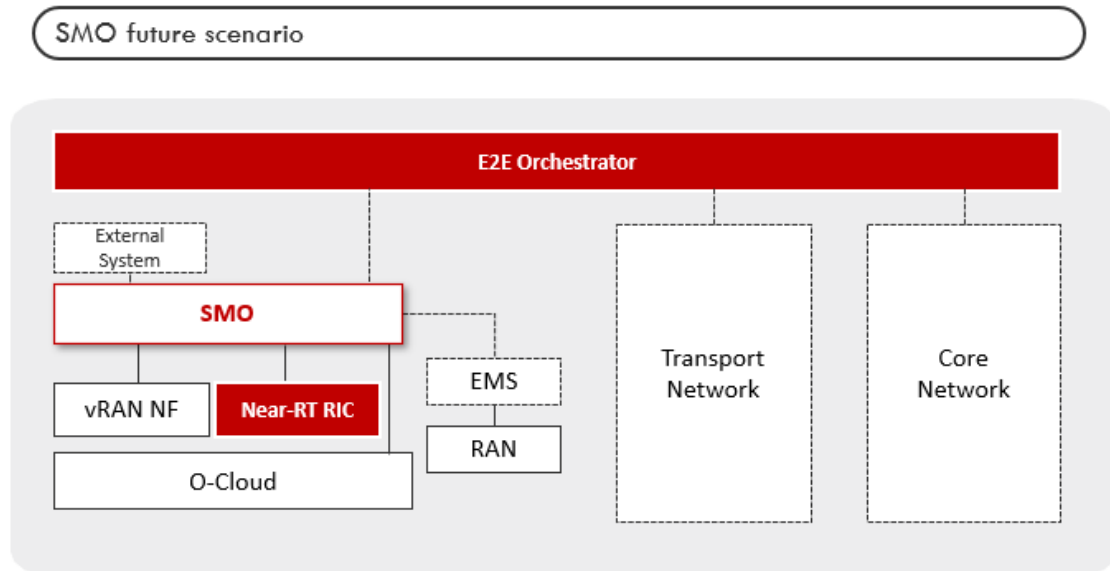 SMO future scenario
E2E Orchestrator
External
System
SMO
vRAN NF
Near-RT RIC
O-Cloud
EMS
RAN
Transport
Network
Core
Network